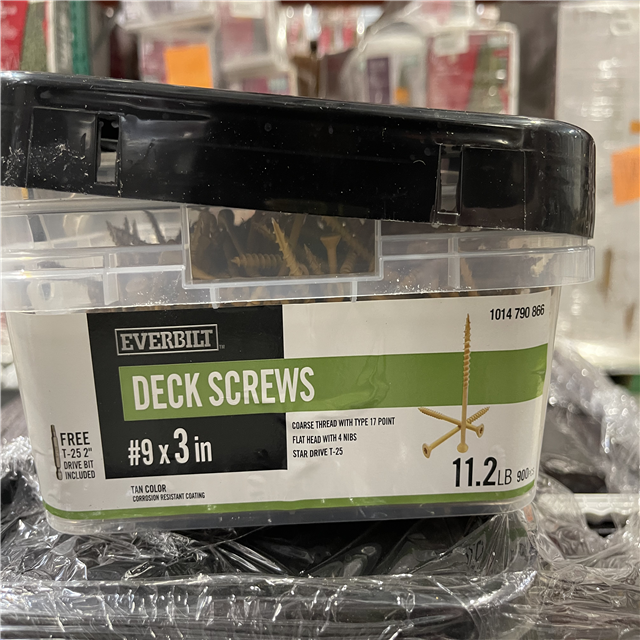 1014 790 866
EVERBILT™
DECK SCREWS
#9 x 3 in
COARSE THREAD WITH TYPE 17 POINT
FLAT HEAD WITH 4 NIBS
STAR DRIVE T-25
FREE
T-25 2"
DRIVE BIT
INCLUDED
TAN COLOR
CORROSION RESISTANT COATING
11.2LB